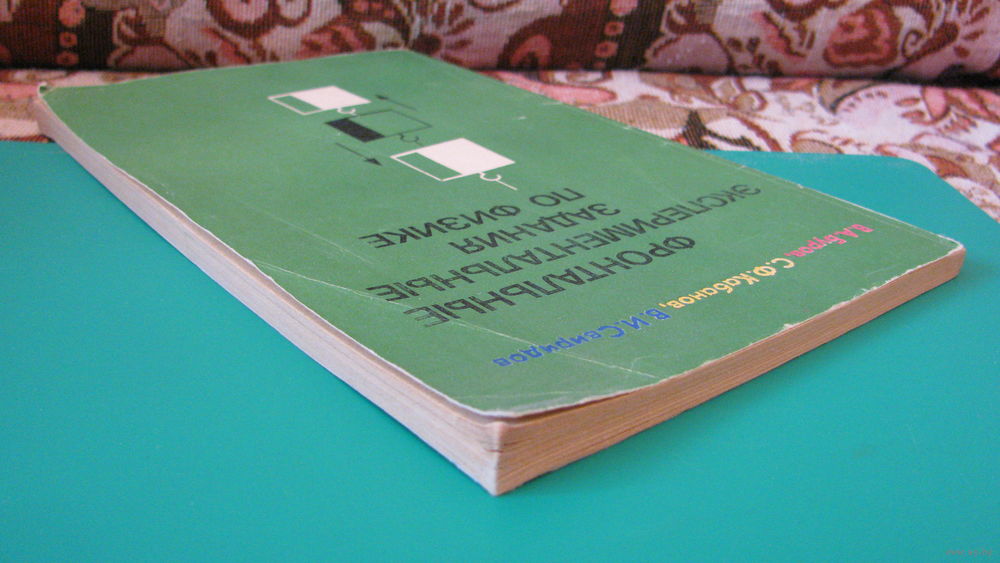 В.А.Буров, С.Ф.Кабанов, В.И.Свиридов
ФРОНТАЛЬНЫЕ
ЭКСПЕРИМЕНТАЛЬНЫЕ
ЗАДАНИЯ
ПО ФИЗИКЕ